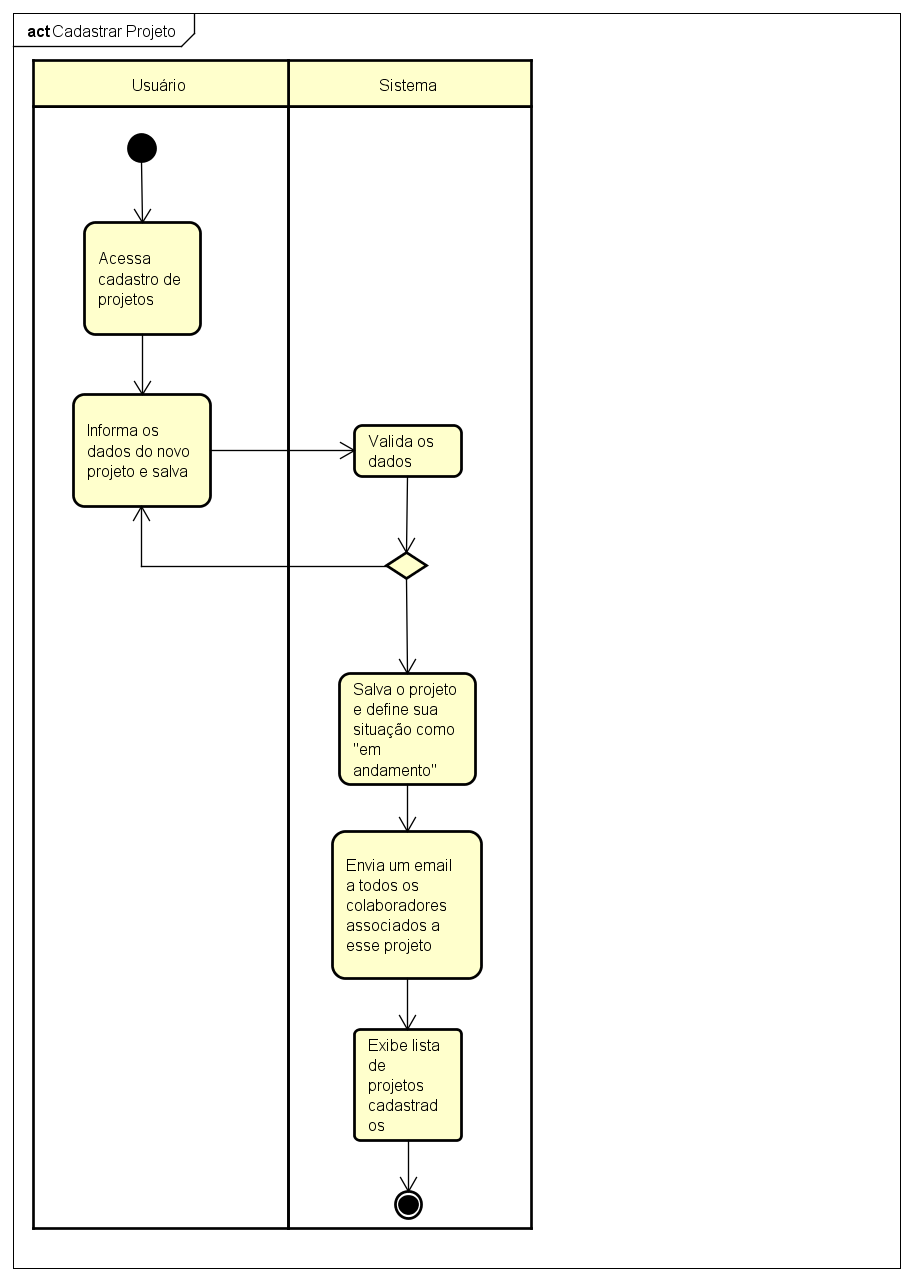 act Cadastrar Projeto
Usuário
Sistema
Acessa
cadastro de
projetos
Informa os
dados do novo
projeto e salva
Valida os
dados
Salva o projeto
e define sua
situação como
"em
andamento"
Envia um email
a todos os
colaboradores
associados a
esse projeto
Exibe lista
de
projetos
cadastrad
os